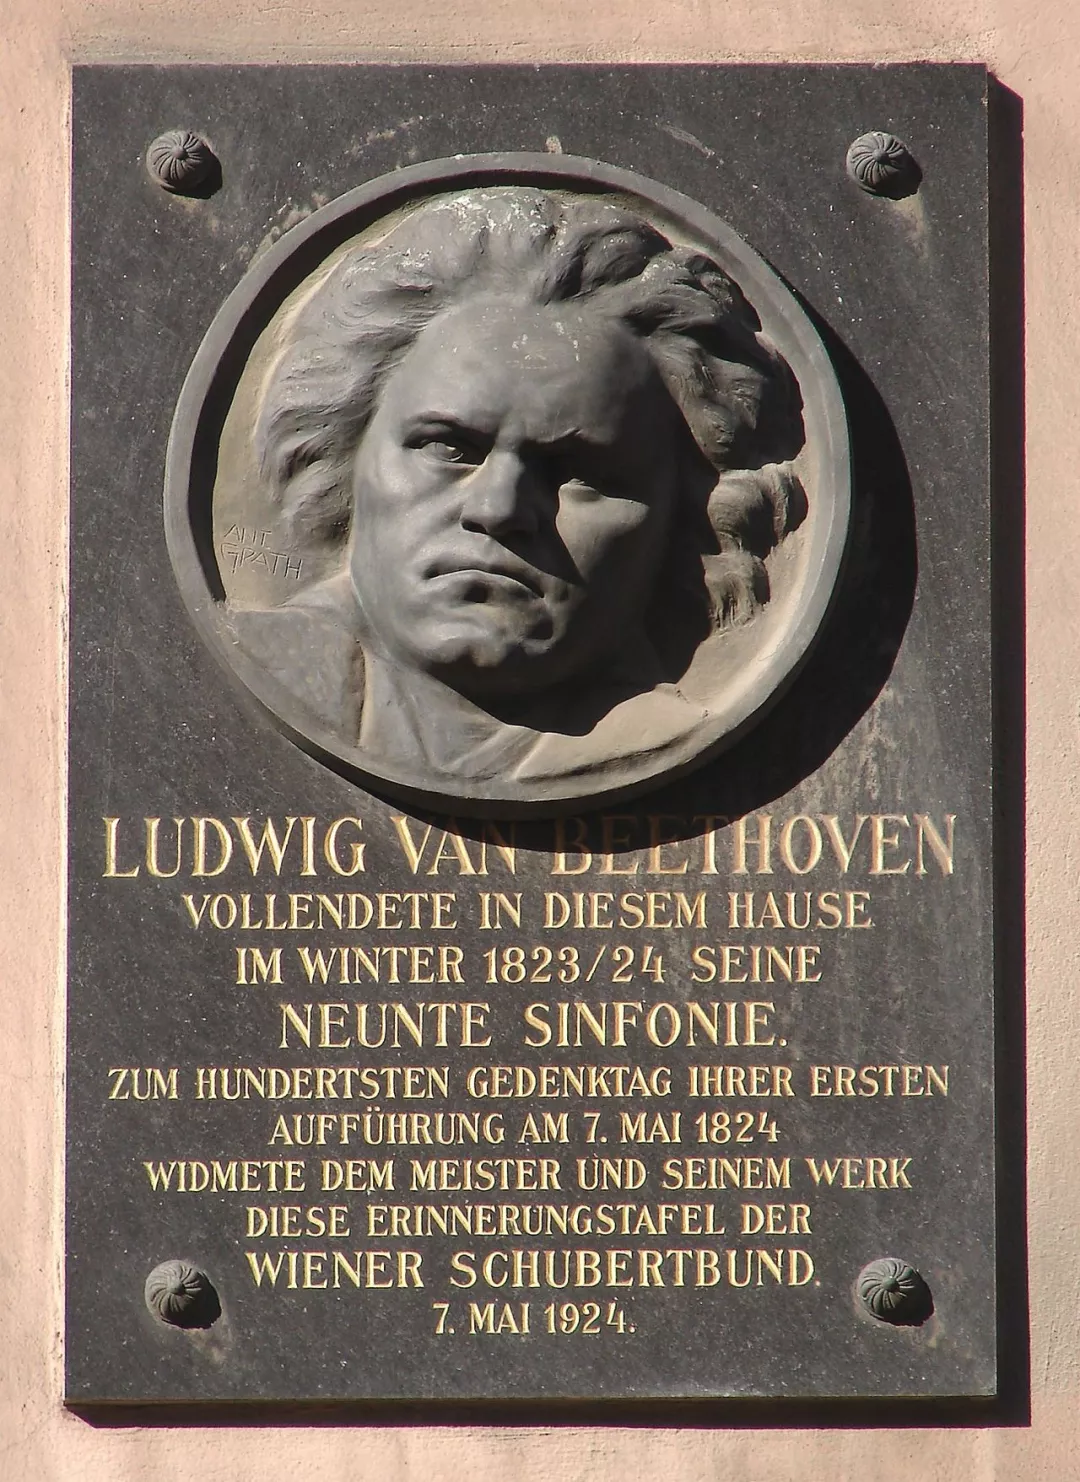 ANT.
GRATH
LUDWIG VAN BEETHOVEN
VOLLENDETE IN DIESEM HAUSE
IM WINTER 1823/24 SEINE
NEUNTE SINFONIE.
ZUM HUNDERTSTEN GEDENKTAG IHRER ERSTEN
AUFFÜHRUNG AM 7. MAI 1824
WIDMETE DEM MEISTER UND SEINEM WERK
DIESE ERINNERUNGSTAFEL DER
WIENER SCHUBERTBUND.
7. MAI 1924.